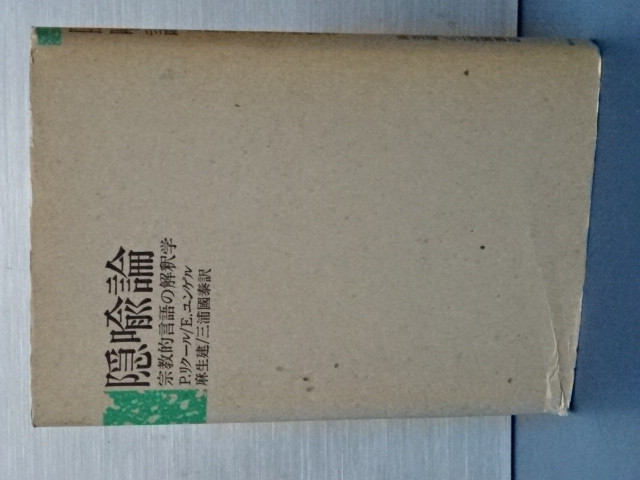 隠喩論
宗教的言語の解釈学
P.リクール/E.ユンゲル
麻生建/三浦國泰訳